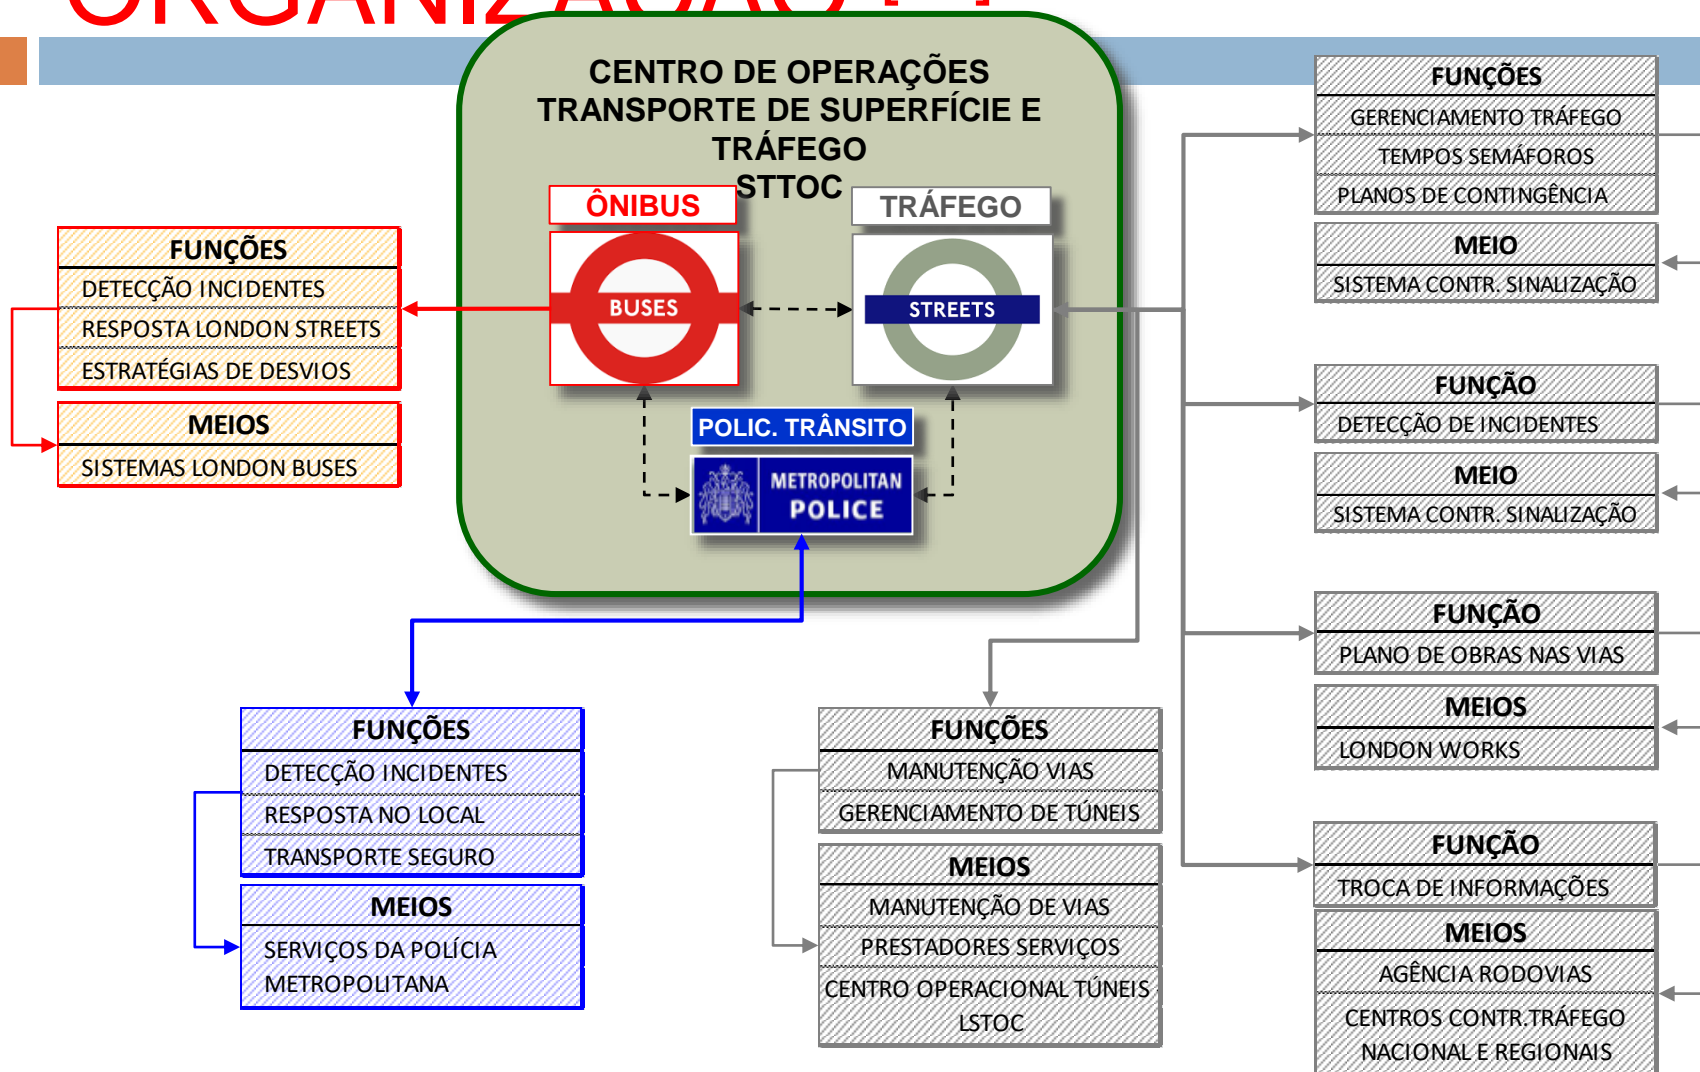 ORGANIZAÇÃO
CENTRO DE OPERAÇÕES
TRANSPORTE DE SUPERFÍCIE E
TRÁFEGO
STTOC
ÔNIBUS
TRÁFEGO
BUSES
STREETS
POLIC. TRÂNSITO
METROPOLITAN
POLICE
FUNÇÕES
DETECÇÃO INCIDENTES
RESPOSTA LONDON STREETS
ESTRATÉGIAS DE DESVIOS
MEIOS
SISTEMAS LONDON BUSES
FUNÇÕES
DETECÇÃO INCIDENTES
RESPOSTA NO LOCAL
TRANSPORTE SEGURO
MEIOS
SERVIÇOS DA POLÍCIA
METROPOLITANA
FUNÇÕES
MANUTENÇÃO VIAS
GERENCIAMENTO DE TÚNEIS
MEIOS
MANUTENÇÃO DE VIAS
PRESTADORES SERVIÇOS
CENTRO OPERACIONAL TÚNEIS
LSTOC
FUNÇÕES
GERENCIAMENTO TRÁFEGO
TEMPOS SEMÁFOROS
PLANOS DE CONTINGÊNCIA
MEIO
SISTEMA CONTR. SINALIZAÇÃO
FUNÇÃO
DETECÇÃO DE INCIDENTES
MEIO
SISTEMA CONTR. SINALIZAÇÃO
FUNÇÃO
PLANO DE OBRAS NAS VIAS
MEIOS
LONDON WORKS
FUNÇÃO
TROCA DE INFORMAÇÕES
MEIOS
AGÊNCIA RODOVIAS
CENTROS CONTR.TRÁFEGO
NACIONAL E REGIONAIS